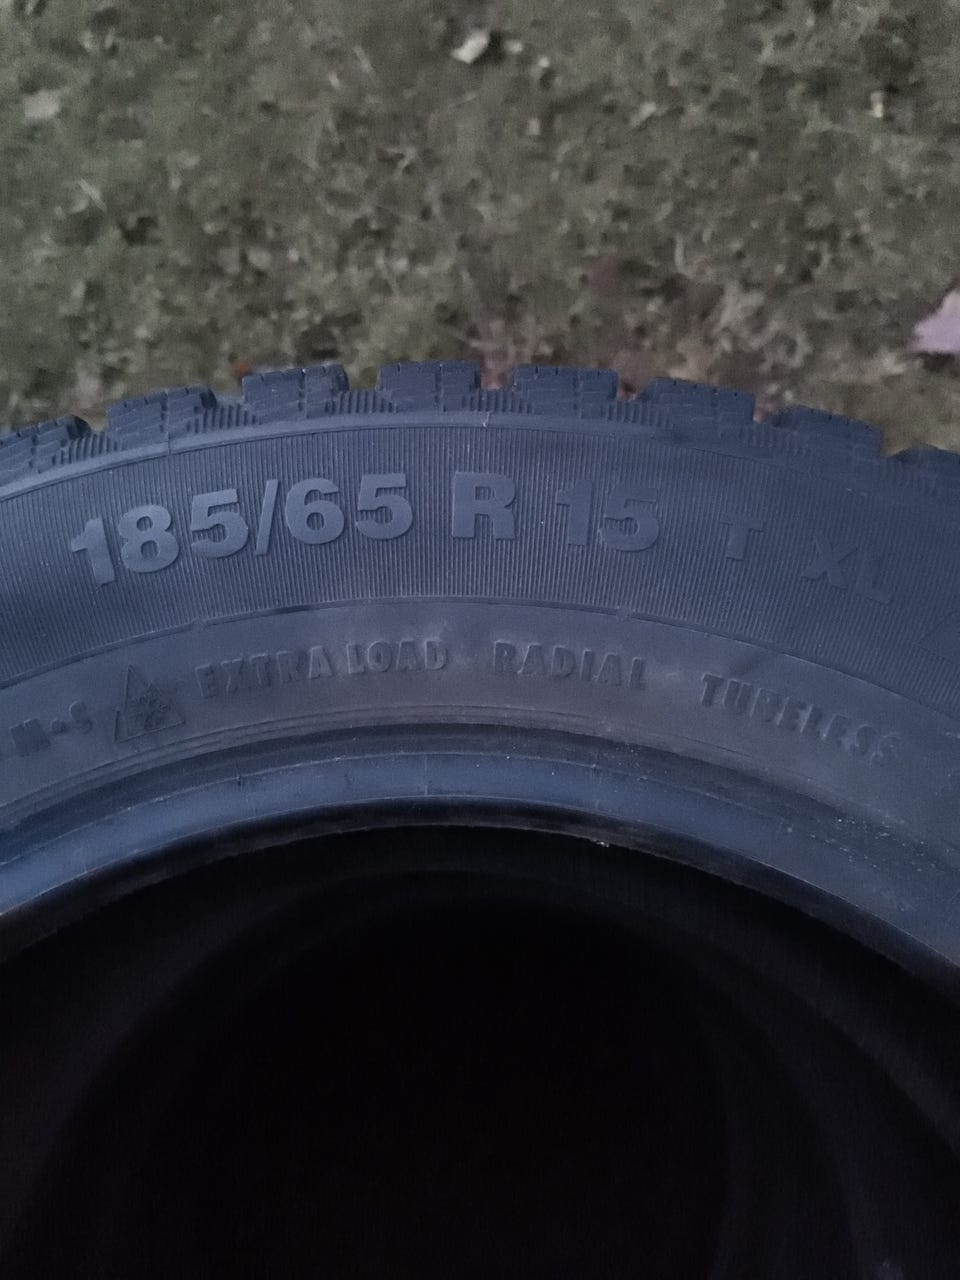 185/65 R 15 T XL
M+S EXTRA LOAD RADIAL TUBELESS